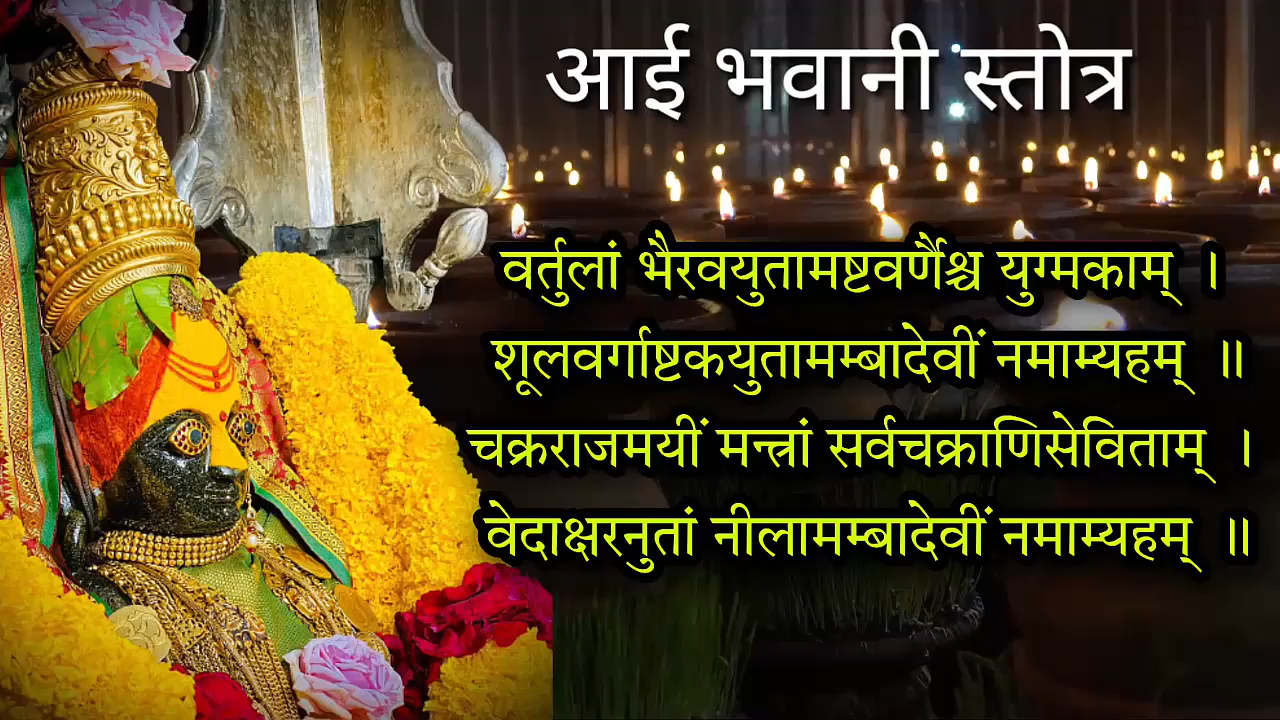 आई भवानी स्तोत्र
वर्तुलां भैरवयुतामष्टवर्णैश्च युग्मकाम् ।
शूलवर्गाष्टकयुतामम्बादेवीं नमाम्यहम् ॥
चक्रराजमयीं मन्त्रां सर्वचक्राणिसेविताम् ।
वेदाक्षरनुतां नीलामम्बादेवीं नमाम्यहम् ॥